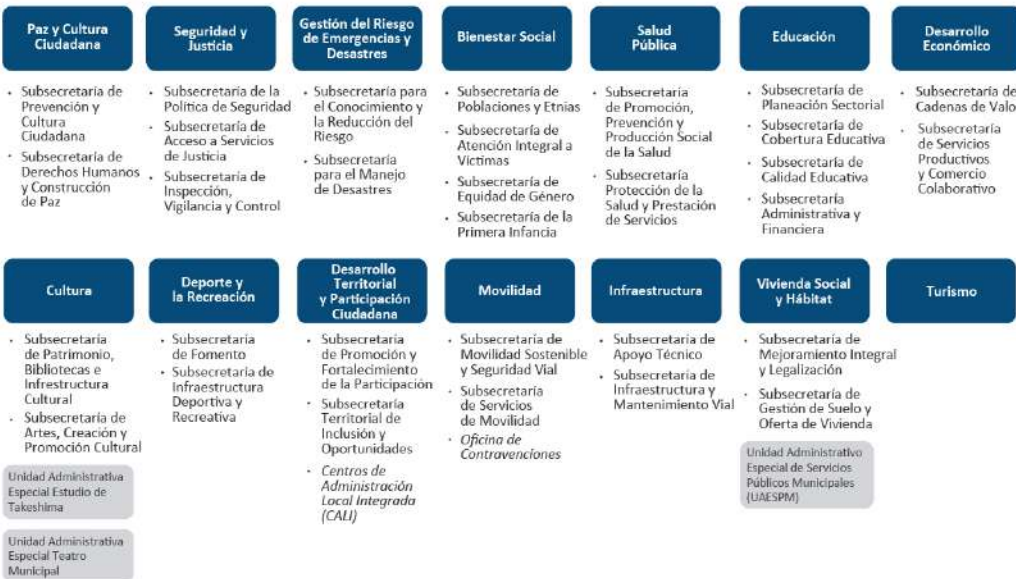 Paz y Cultura
Ciudadana
· Subsecretaría de
Prevención y
Cultura
Ciudadana
· Subsecretaría de
Derechos Humanos
y Construcción
de Paz
Seguridad y
Justicia
· Subsecretaría de la
Política de Seguridad
· Subsecretaría de
Acceso a Servicios
de Justicia
· Subsecretaría de
Inspección,
Vigilancia y Control
Gestión del Riesgo
de Emergencias y
Desastres
· Subsecretaría para
el Conocimiento y
la Reducción del
Riesgo
· Subsecretaría
para el Manejo
de Desastres
Bienestar Social
· Subsecretaría de
Poblaciones y Etnias
· Subsecretaría de
Atención Integral a
Víctimas
· Subsecretaría de
Equidad de Género
· Subsecretaría de la
Primera Infancia
Salud
Pública
· Subsecretaría
de Promoción,
Prevención y
Producción Social
de la Salud
· Subsecretaría
Protección de la
Salud y Prestación
de Servicios
Educación
· Subsecretaría de
Planeación Sectorial
· Subsecretaría de
Cobertura Educativa
· Subsecretaría de
Calidad Educativa
· Subsecretaría
Administrativa y
Financiera
Desarrollo
Económico
· Subsecretaría de
Cadenas de Valo
· Subsecretaría
de Servicios
Productivos
y Comercio
Colaborativo
Cultura
· Subsecretaría
de Patrimonio,
Bibliotecas e
Infrestructura
Cultural
· Subsecretaría de
Artes, Creación y
Promoción Cultural
Unidad Administrativa
Especial Estudio de
Takeshima
Unidad Administrativa
Especial Teatro
Municipal
Deporte y
la Recreación
· Subsecretaría
de Fomento
· Subsecretaría de
Infraestructura
Deportiva y
Recreativa
Desarrollo
Territorial
y Participación
Ciudadana
· Subsecretaría
de Promoción y
Fortalecimiento
de la Participación
· Subsecretaría
Territorial de
Inclusión y
Oportunidades
· Centros de
Administración
Local Integrada
(CALI)
Movilidad
· Subsecretaría de
Movilidad Sostenible
y Seguridad Vial
· Subsecretaría
de Servicios
de Movilidad
· Oficina de
Contravenciones
Infraestructura
· Subsecretaría de
Apoyo Técnico
· Subsecretaría de
Infraestructura y
Mantenimiento Vial
Vivienda Social
y Hábitat
· Subsecretaría de
Mejoramiento Integral
y Legalización
· Subsecretaría de
Gestión de Suelo y
Oferta de Vivienda
Unidad Administrativo
Especial de Servicios
Públicos Municipales
(UAESPM)
Turismo